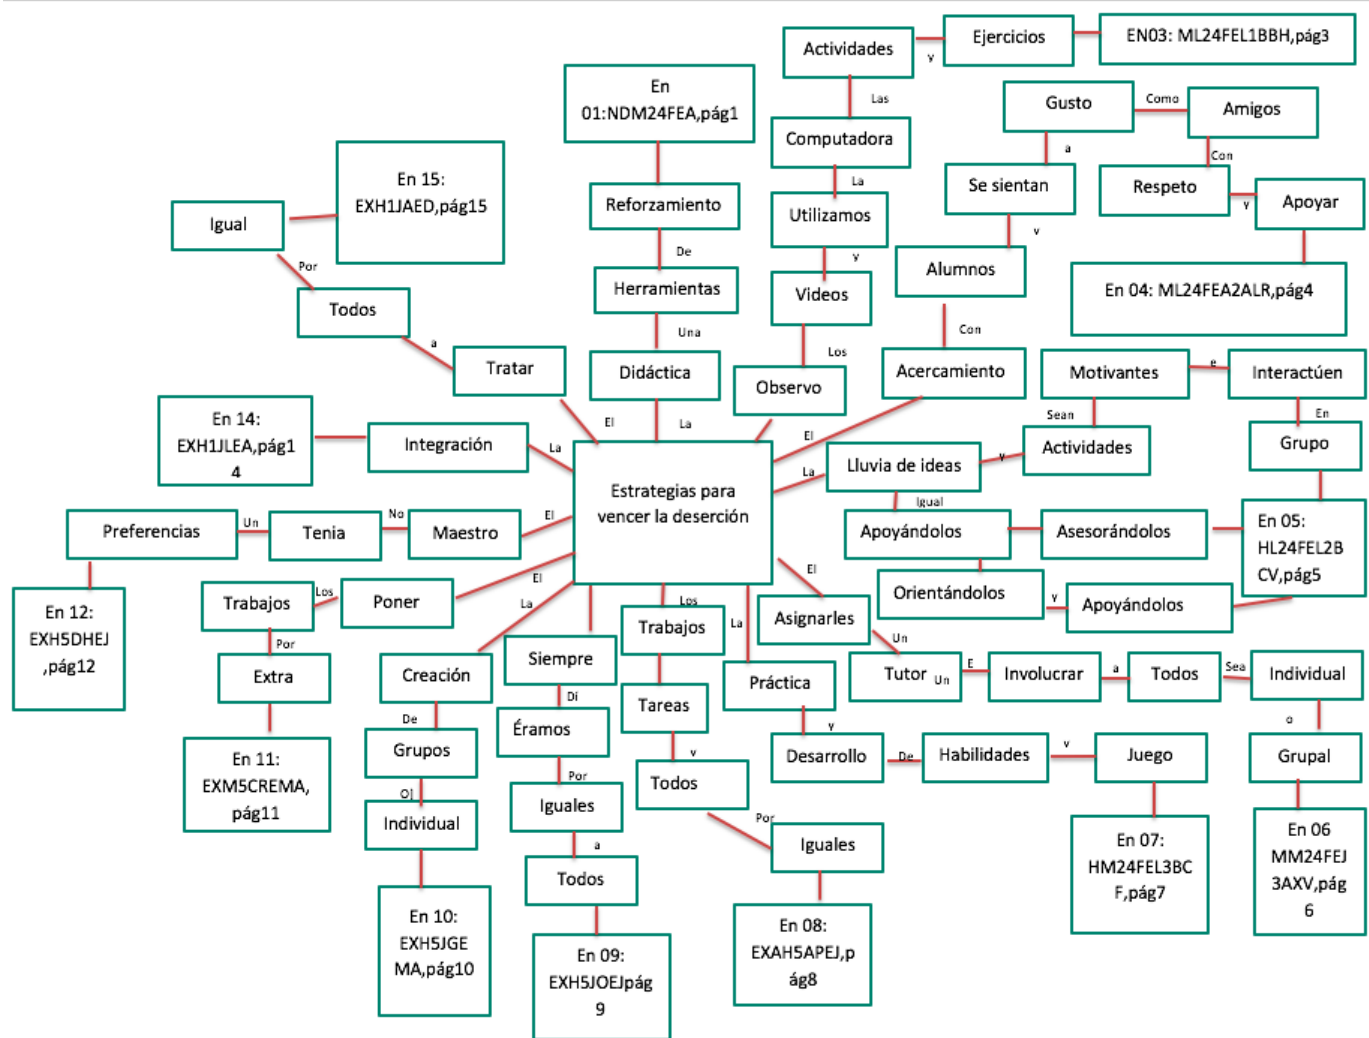 Actividades
y
Ejercicios
EN03: ML24FEL1BBH,pág3
En
01:NDM24FEA,pág1
Las
Gusto
Como
Amigos
Computadora
a
Con
La
Se sientan
Respeto
y
Apoyar
En 15:
EXH1JAED,pág15
Reforzamiento
Utilizamos
v
Igual
De
y
Alumnos
Por
Herramientas
Videos
En 04: ML24FEA2ALR,pág4
Todos
Una
Con
a
Los
Tratar
Didáctica
Observo
Acercamiento
Motivantes
e
Interactúen
El
La
El
Sean
En
En 14:
EXH1JLEA,pág1
4
Integración
La
La
Lluvia de ideas
y
Actividades
Grupo
Estrategias para
vencer la deserción
Igual
Preferencias
Un
Tenia
No
Maestro
El
Apoyándolos
Asesorándolos
En 05:
HL24FEL2B
CV,pág5
El
Orientándolos
y
Apoyándolos
En 12:
EXH5DHEJ
,pág12
Trabajos
Los
Poner
El
La
Los
La
Asignarles
Por
Trabajos
Un
Extra
Creación
Siempre
Práctica
Tutor
Un
E
Involucrar
a
Todos
Sea
Individual
Di
De
Éramos
Tareas
v
o
Grupos
Desarrollo
De
Habilidades
v
Juego
Grupal
En 11:
EXM5CREMA,
pág11
Por
v
OJ
Iguales
Todos
Individual
Por
a
Iguales
En 07:
HM24FEL3BC
F,pág7
En 06
MM24FEJ
3AXV,pág
6
Todos
En 10:
EXH5JGE
MA,pág10
En 08:
EXAH5APEJ,p
ág8
En 09:
EXH5JOEJpág
9